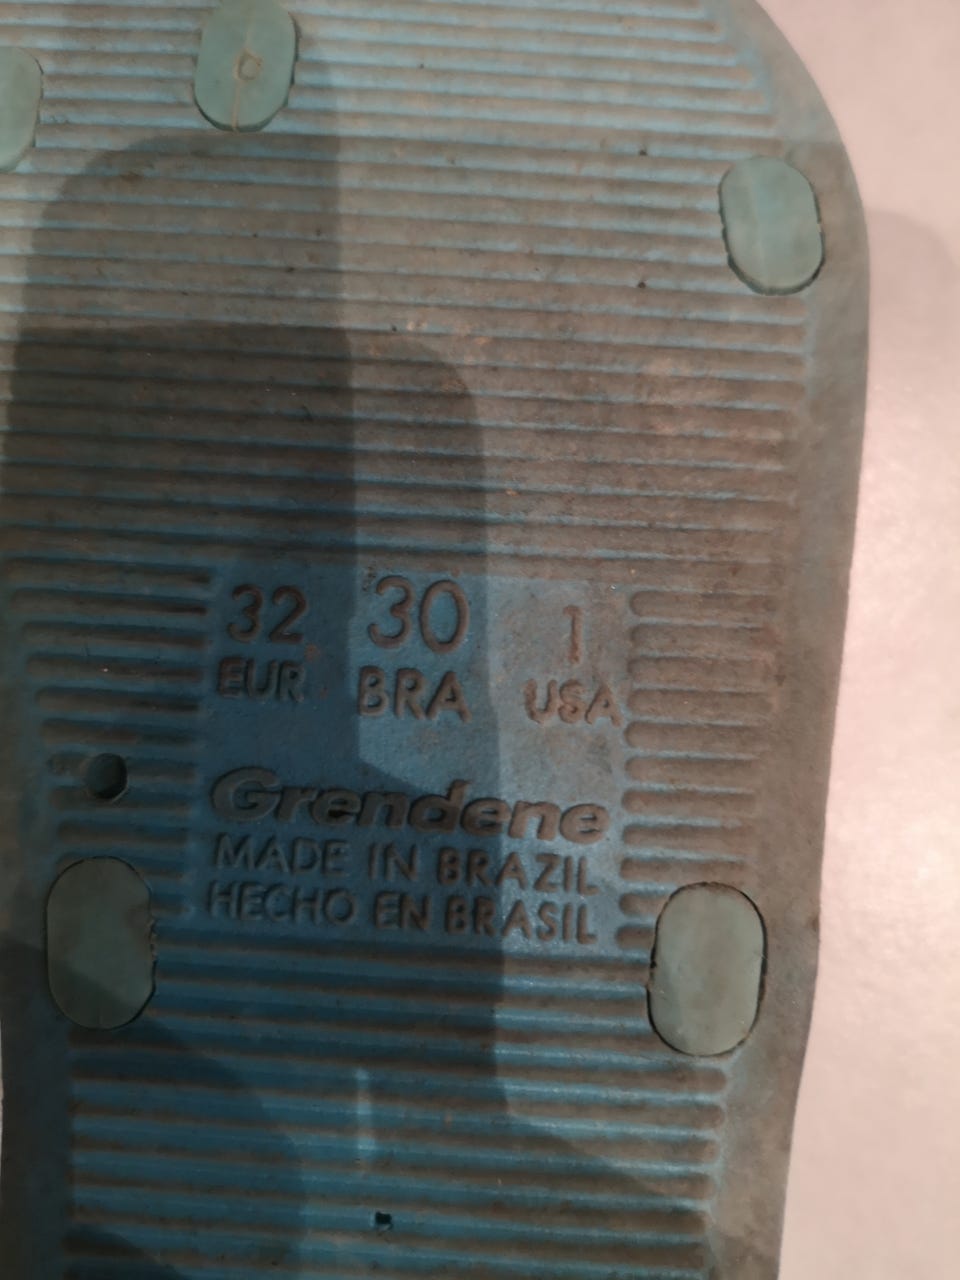 32 30 1
EUR BRA USA
Grendene
MADE IN BRAZIL
HECHO EN BRASIL